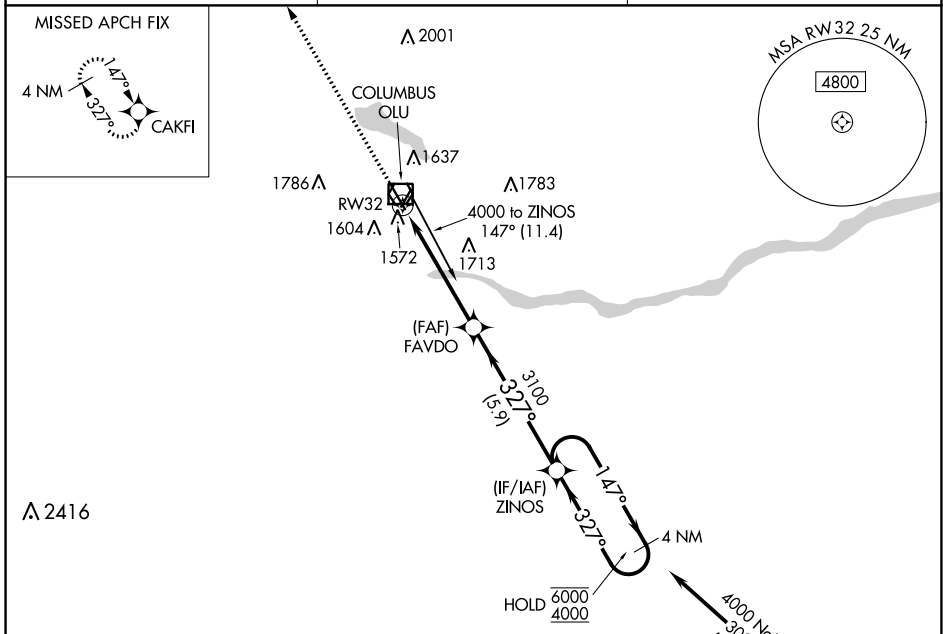 MISSED APCH FIX
4 NM
147°
327°
CAKFI
2001
COLUMBUS
OLU
MSA RW32 25 NM
4800
1637
1786
1783
RW32
4000 to ZINOS
147° (11.4)
1604
1572
1713
(FAF)
FAVDO
3100
327°
(5.9)
(IF/IAF)
ZINOS
147°
327°
4 NM
2416
HOLD 6000
4000
4000